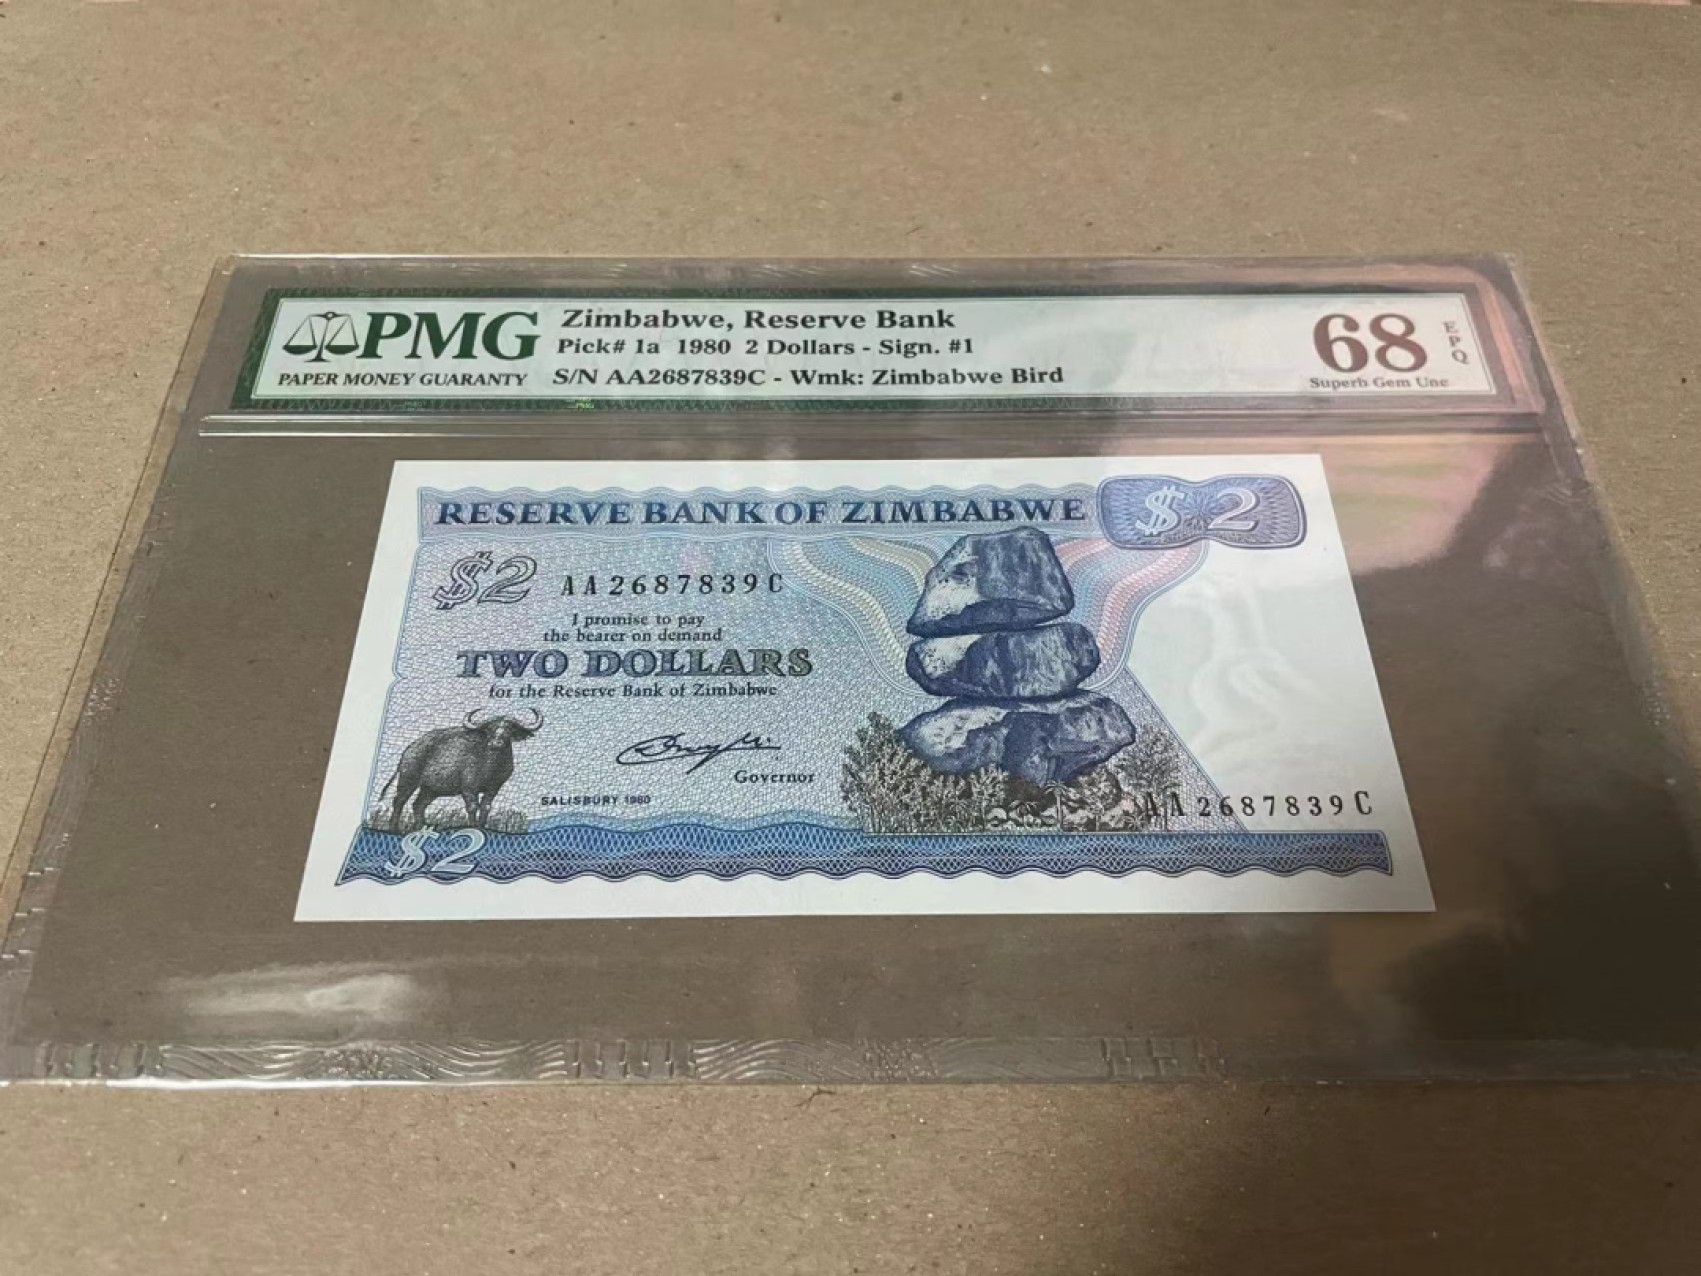 PMG
PAPER MONEY GUARANTY
Zimbabwe, Reserve Bank
Pick# 1a 1980 2 Dollars - Sign. #1
S/N AA2687839C - Wmk: Zimbabwe Bird
68
EPQ
Superb Gem Unc
RESERVE BANK OF ZIMBABWE
$2
$2
AA2687839C
I promise to pay
the bearer on demand
TWO DOLLARS
for the Reserve Bank of Zimbabwe
Governor
SALISBURY 1980
AA2687839C
$2